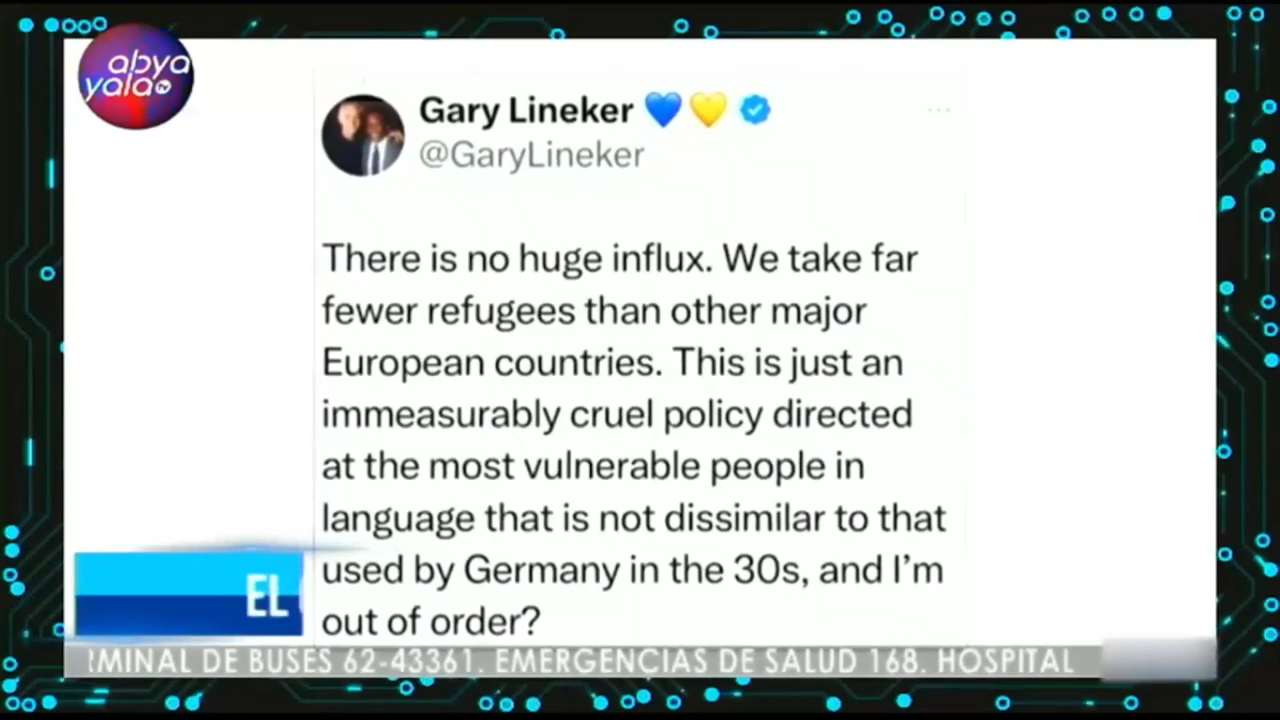 abya
yala tv
Gary Lineker 💙 💛
@GaryLineker
There is no huge influx. We take far
fewer refugees than other major
European countries. This is just an
immeasurably cruel policy directed
at the most vulnerable people in
language that is not dissimilar to that
used by Germany in the 30s, and I'm
out of order?
EL
RMINAL DE BUSES 62-43361. EMERGENCIAS DE SALUD 168. HOSPITAL